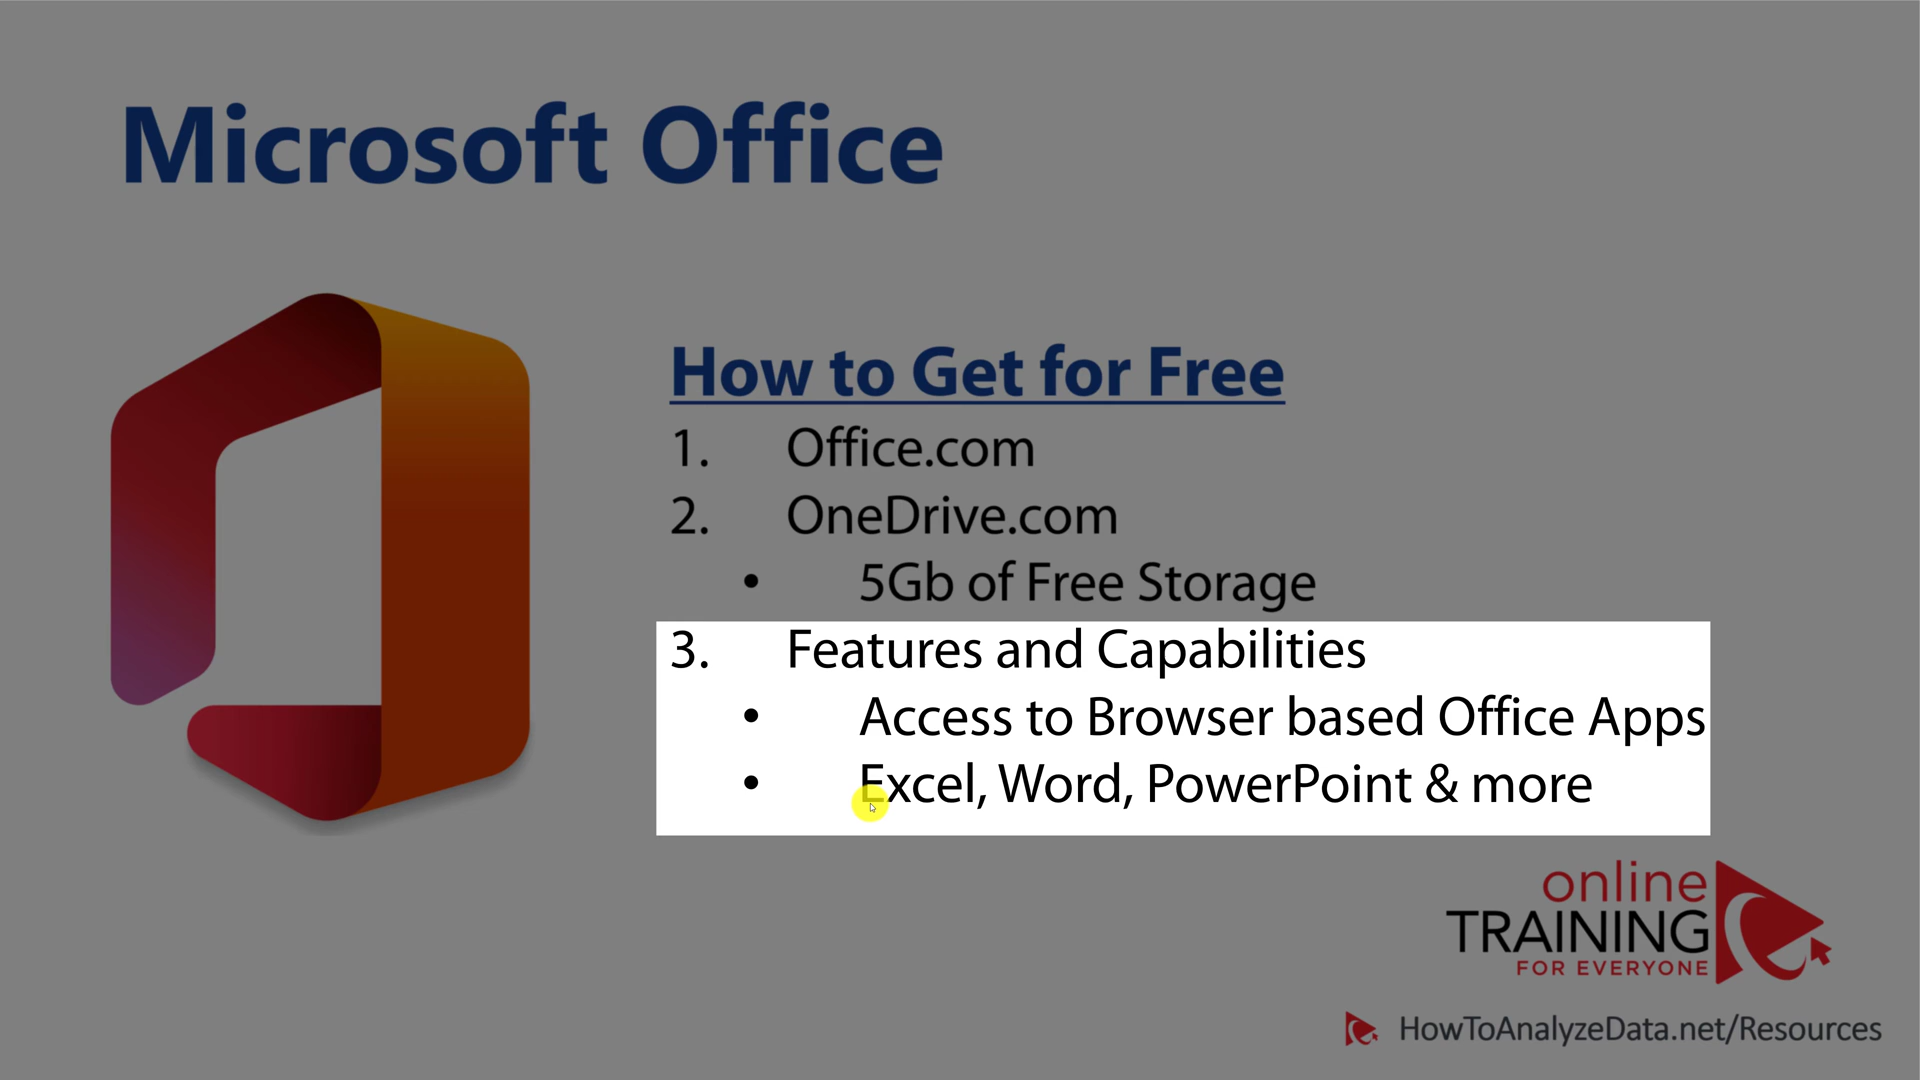 Microsoft Office
How to Get for Free
1. Office.com
2. OneDrive.com
• 5Gb of Free Storage
3. Features and Capabilities
• Access to Browser based Office Apps
• Excel, Word, PowerPoint & more
online
TRAINING
FOR EVERYONE
HowToAnalyzeData.net/Resources